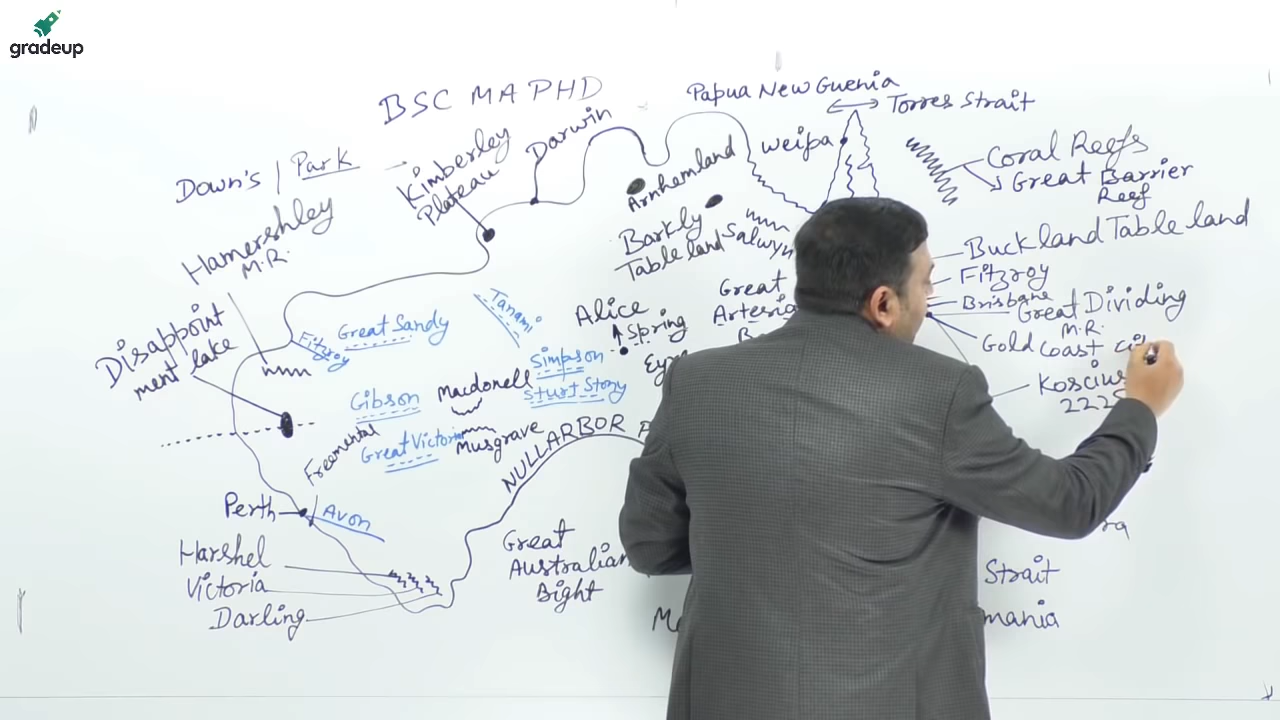 gradeup
BSC MA PHD
Papua New Guenia
Torres Strait
Down's / Park
Kimberley
Plateau
Darwin
weipa
Coral Reefs
Great Barrier
Reef
Arnhemland
Hamershley
M.R.
Barkly
Table land
Salwyn
Buckland Table land
Fitzroy
Brisbane
Great Dividing
M.R.
Gold Coast
Great
Disappoint
ment lake
Fitzroy
Great Sandy
Tanami
Alice
Spring
Simpson
Sturt Stony
Gibson
Macdonell
Great Victoria
Musgrave
Freemental
NULLARBOR
2228
Perth
Avon
Harshel
Victoria
Darling
Great
Australian
Bight
Strait